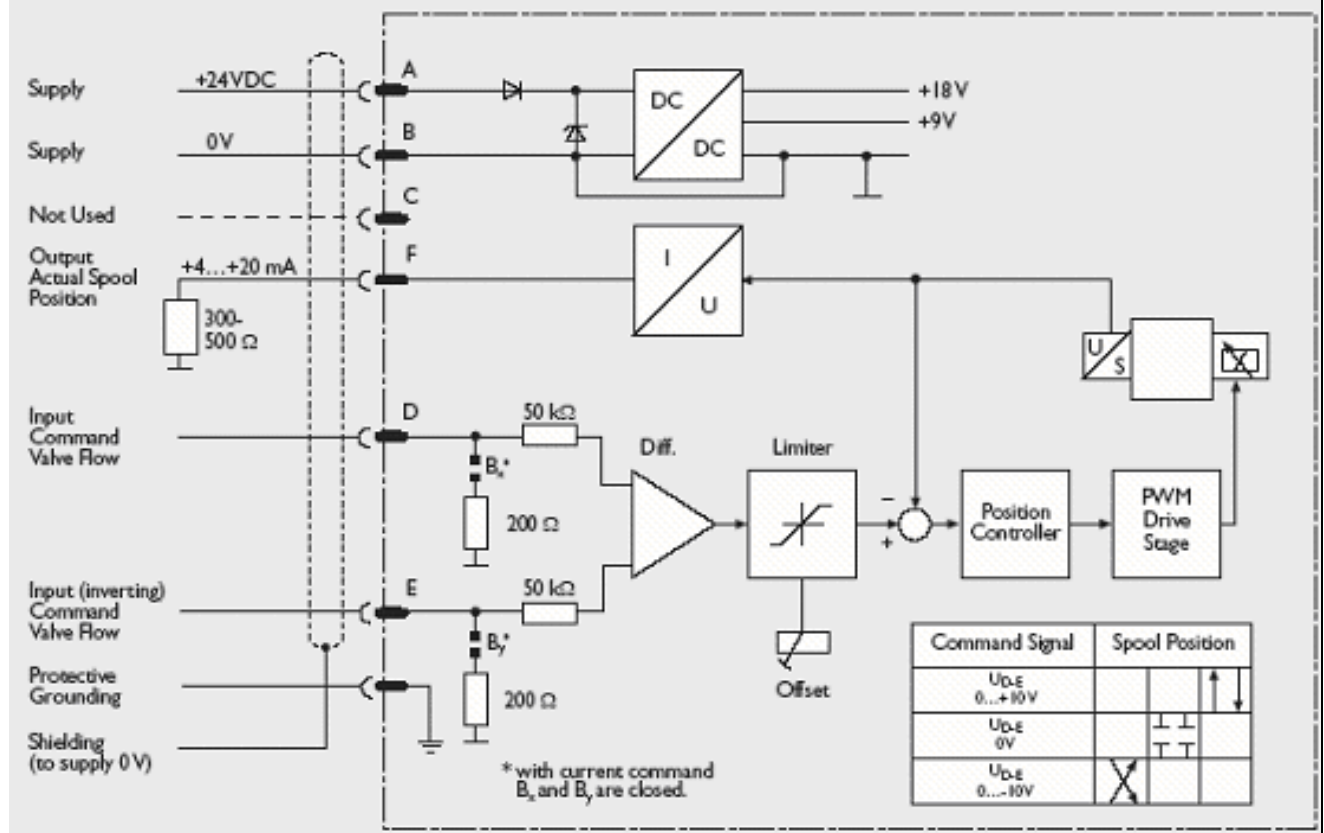 Supply
+24VDC
A
DC
DC
+18V
+9V
Supply
0V
B
Not Used
C
Output
Actual Spool
Position
+4...+20 mA
F
I
U
300-
500 Ω
U
S
Input
Command
Valve Flow
D
50 kΩ
Bx*
200 Ω
Diff.
Limiter
−
+
Position
Controller
PWM
Drive
Stage
Input (inverting)
Command
Valve Flow
E
50 kΩ
By*
200 Ω
Offset
Protective
Grounding
Shielding
(to supply 0 V)
* with current command
Bx and By are closed.
Command Signal
Spool Position
UD-E
0...+10V
UD-E
0V
UD-E
0...-10V